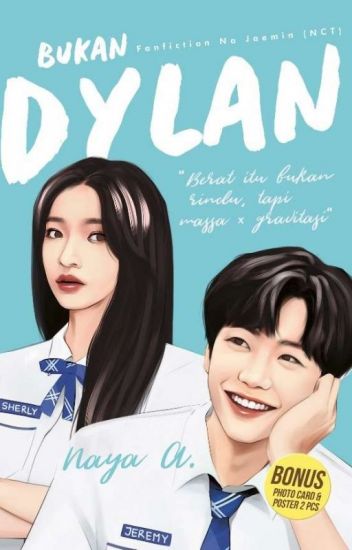 BUKAN
Fanfiction Na Jaemin (NCT)
DYLAN
"Berat itu bukan
rindu, tapi
massa x gravitasi"
SHERLY
Naya A.
JEREMY
BONUS
PHOTO CARD &
POSTER 2 PCS